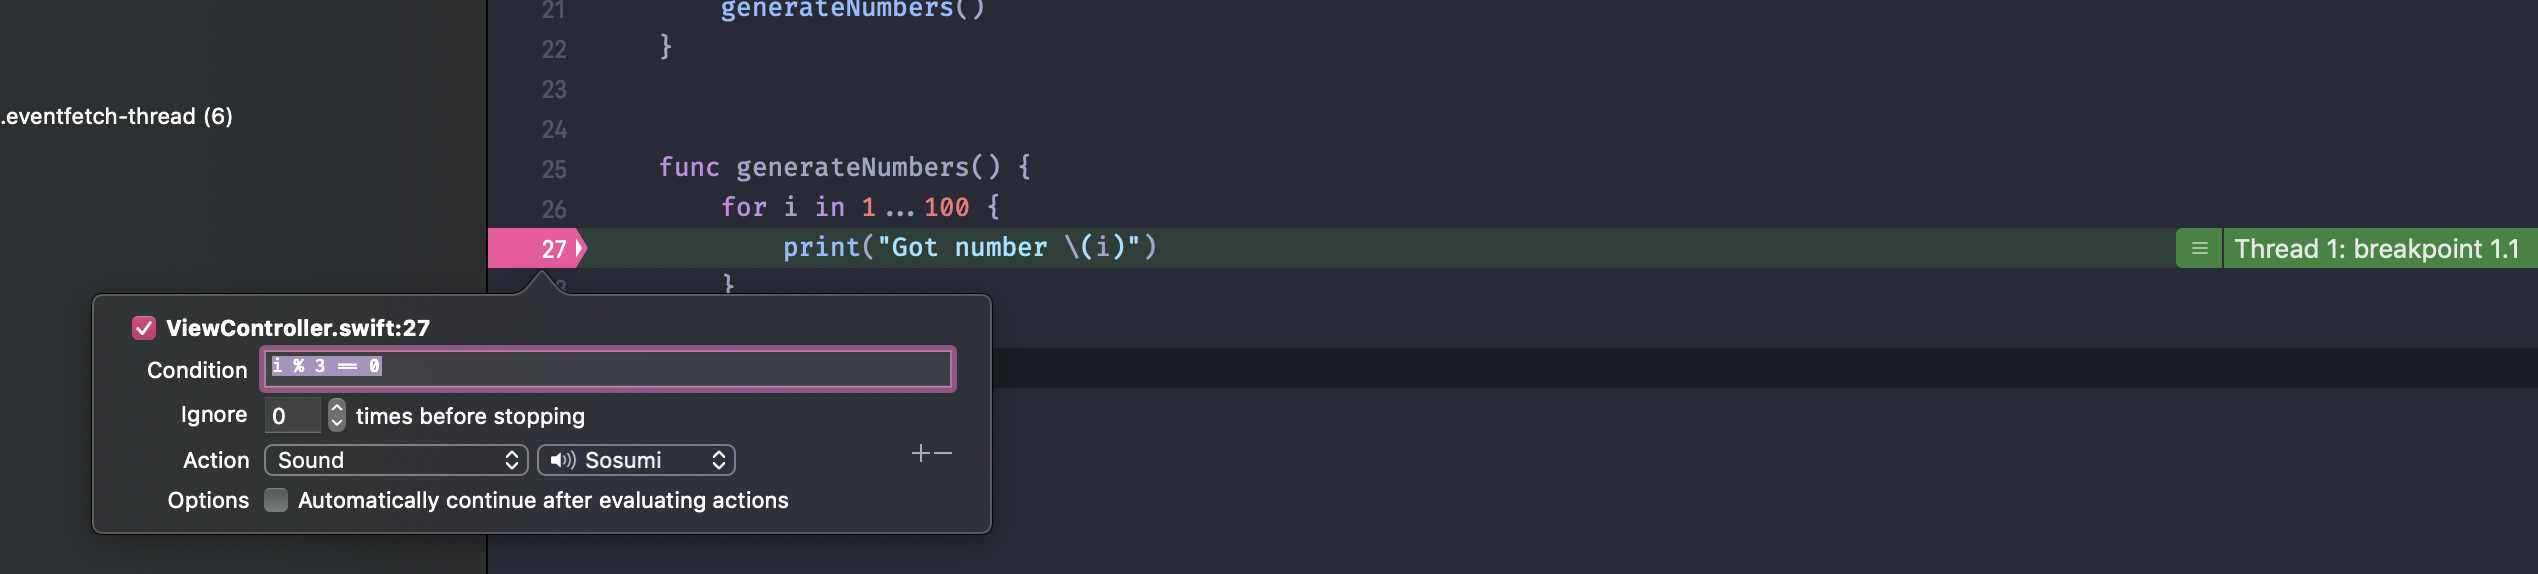 21 generateNumbers()
22 }
23
.eventfetch-thread (6)
24
25 func generateNumbers() {
26 for i in 1...100 {
27 print("Got number \(i)")
Thread 1: breakpoint 1.1
}
ViewController.swift:27
Condition i % 3 == 0
Ignore 0 times before stopping
Action Sound Sosumi
Options Automatically continue after evaluating actions